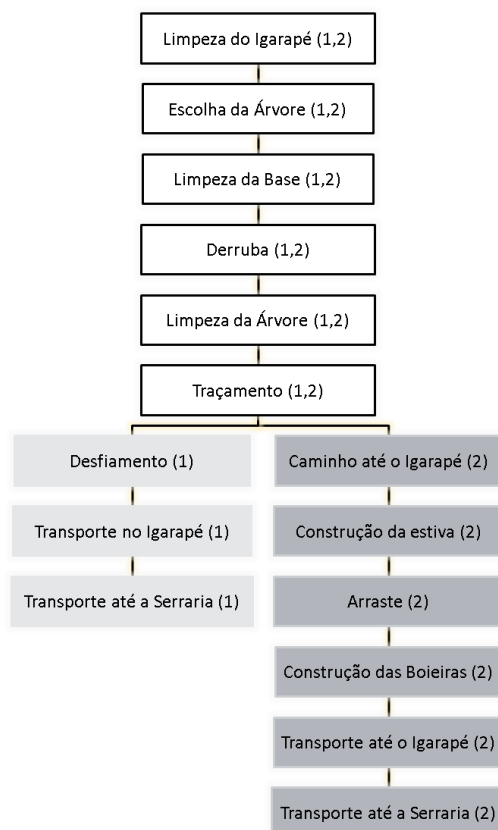 Limpeza do Igarapé (1,2)
Escolha da Árvore (1,2)
Limpeza da Base (1,2)
Derruba (1,2)
Limpeza da Árvore (1,2)
Traçamento (1,2)
Desfiamento (1)
Transporte no Igarapé (1)
Transporte até a Serraria (1)
Caminho até o Igarapé (2)
Construção da estiva (2)
Arraste (2)
Construção das Boieiras (2)
Transporte até o Igarapé (2)
Transporte até a Serraria (2)